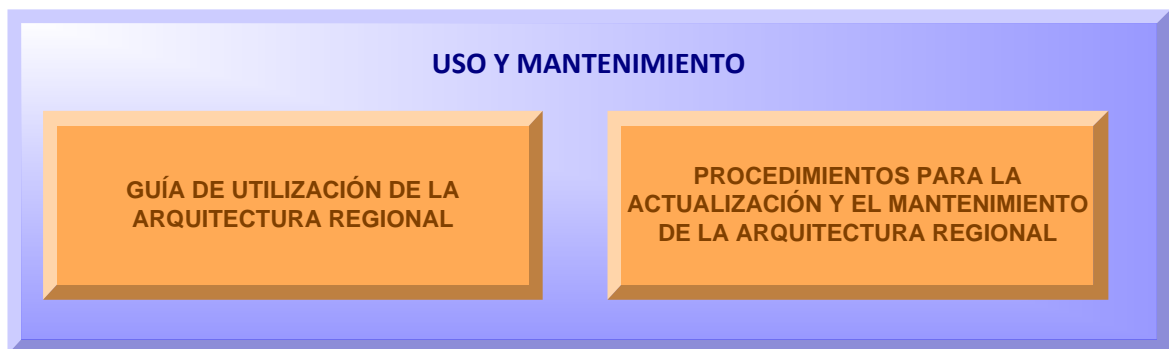 USO Y MANTENIMIENTO
GUÍA DE UTILIZACIÓN DE LA
ARQUITECTURA REGIONAL
PROCEDIMIENTOS PARA LA
ACTUALIZACIÓN Y EL MANTENIMIENTO
DE LA ARQUITECTURA REGIONAL